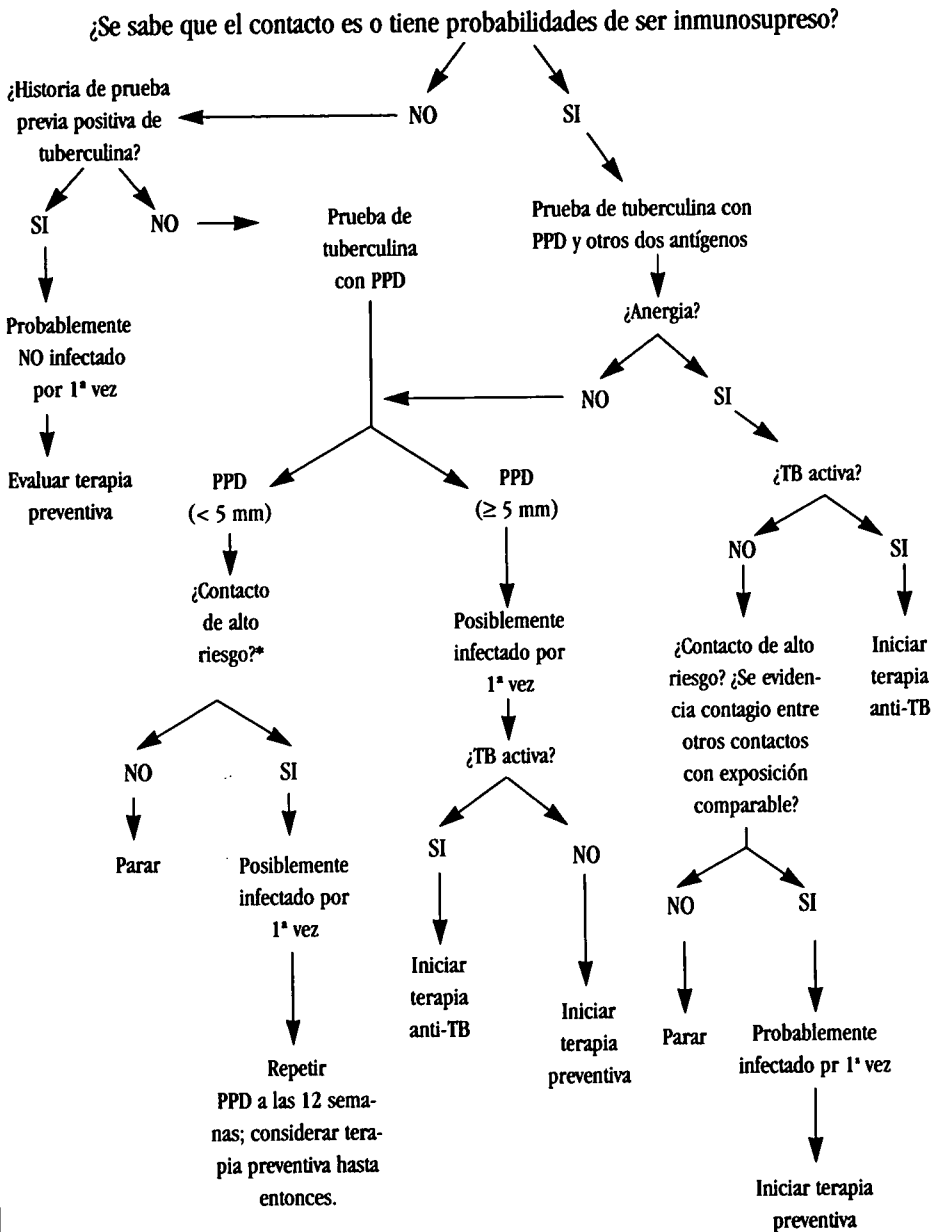 ¿Se sabe que el contacto es o tiene probabilidades de ser inmunosupreso?
¿Historia de prueba
previa positiva de
tuberculina?
NO
SI
SI
NO
Prueba de
tuberculina
con PPD
Prueba de tuberculina con
PPD y otros dos antígenos
¿Anergia?
Probablemente
NO infectado
por 1ª vez
NO
SI
Evaluar terapia
preventiva
PPD
(< 5 mm)
PPD
(≥ 5 mm)
¿TB activa?
NO
SI
¿Contacto
de alto
riesgo?*
Posiblemente
infectado por
1ª vez
¿Contacto de alto
riesgo? ¿Se eviden-
cia contagio entre
otros contactos
con exposición
comparable?
Iniciar
terapia
anti-TB
NO
SI
¿TB activa?
Parar
Posiblemente
infectado por
1ª vez
SI
NO
NO
SI
Iniciar
terapia
anti-TB
Iniciar
terapia
preventiva
Parar
Probablemente
infectado pr 1ª vez
Repetir
PPD a las 12 sema-
nas; considerar tera-
pia preventiva hasta
entonces.
Iniciar terapia
preventiva